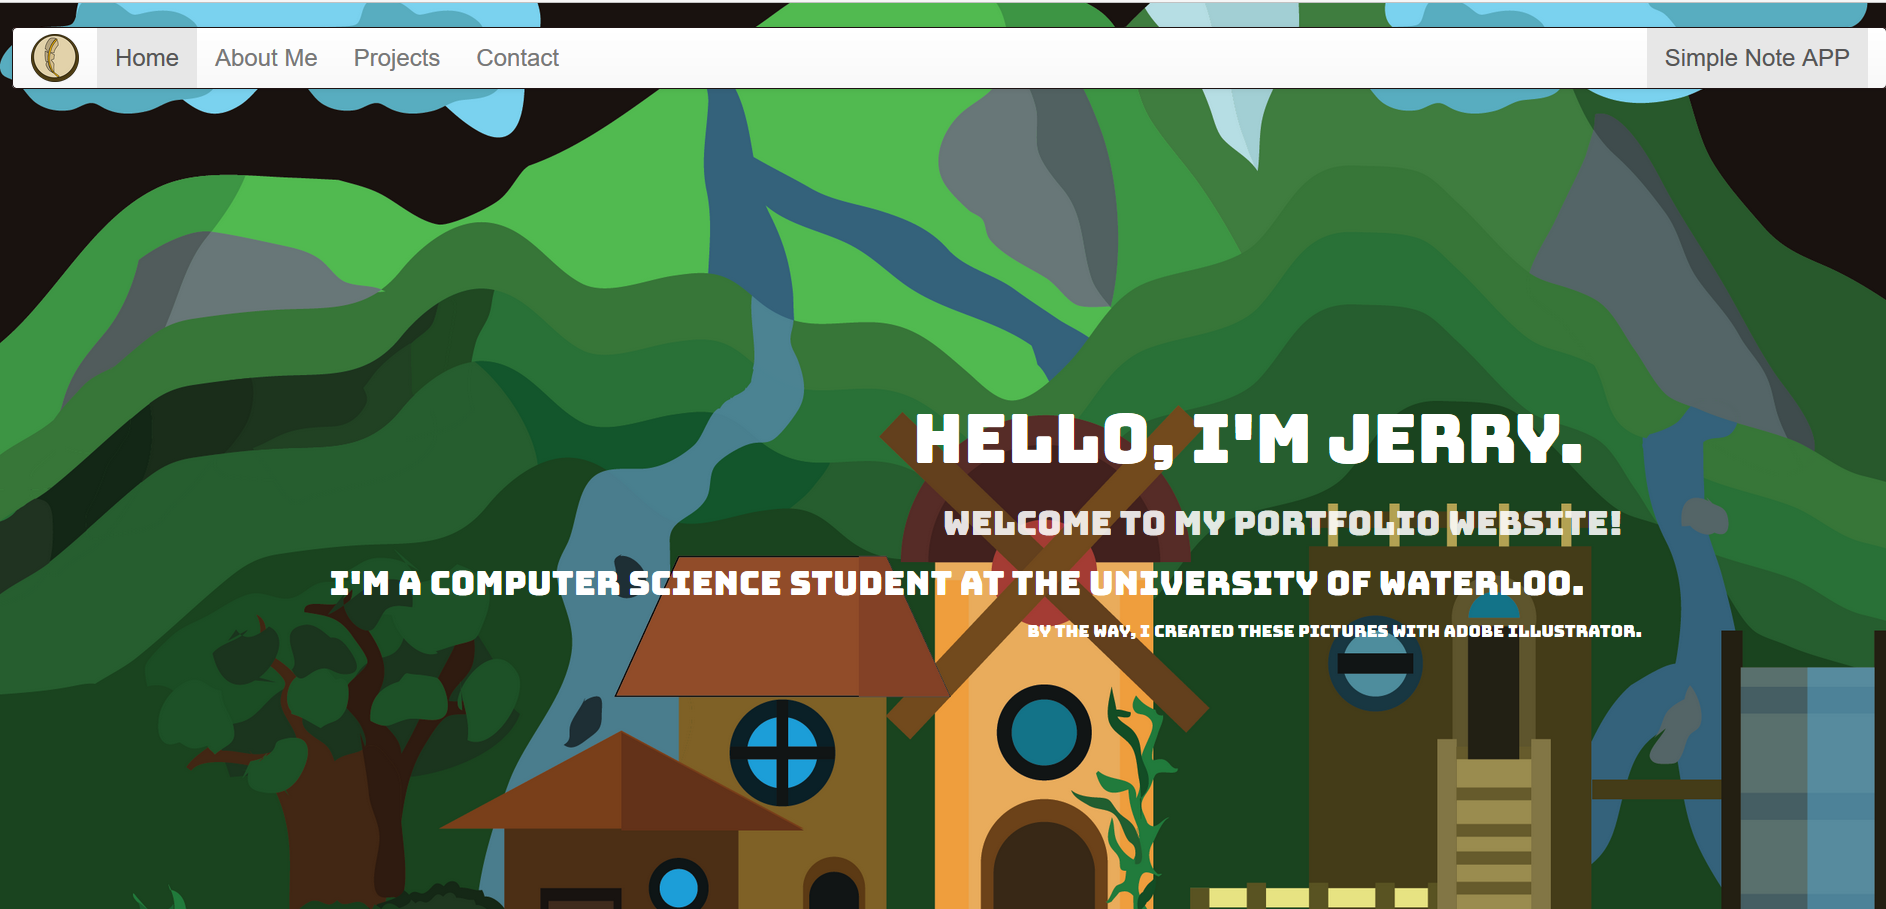 Home About Me Projects Contact Simple Note APP
HELLO, I'M JERRY.
WELCOME TO MY PORTFOLIO WEBSITE!
I'M A COMPUTER SCIENCE STUDENT AT THE UNIVERSITY OF WATERLOO.
BY THE WAY, I CREATED THESE PICTURES WITH ADOBE ILLUSTRATOR.